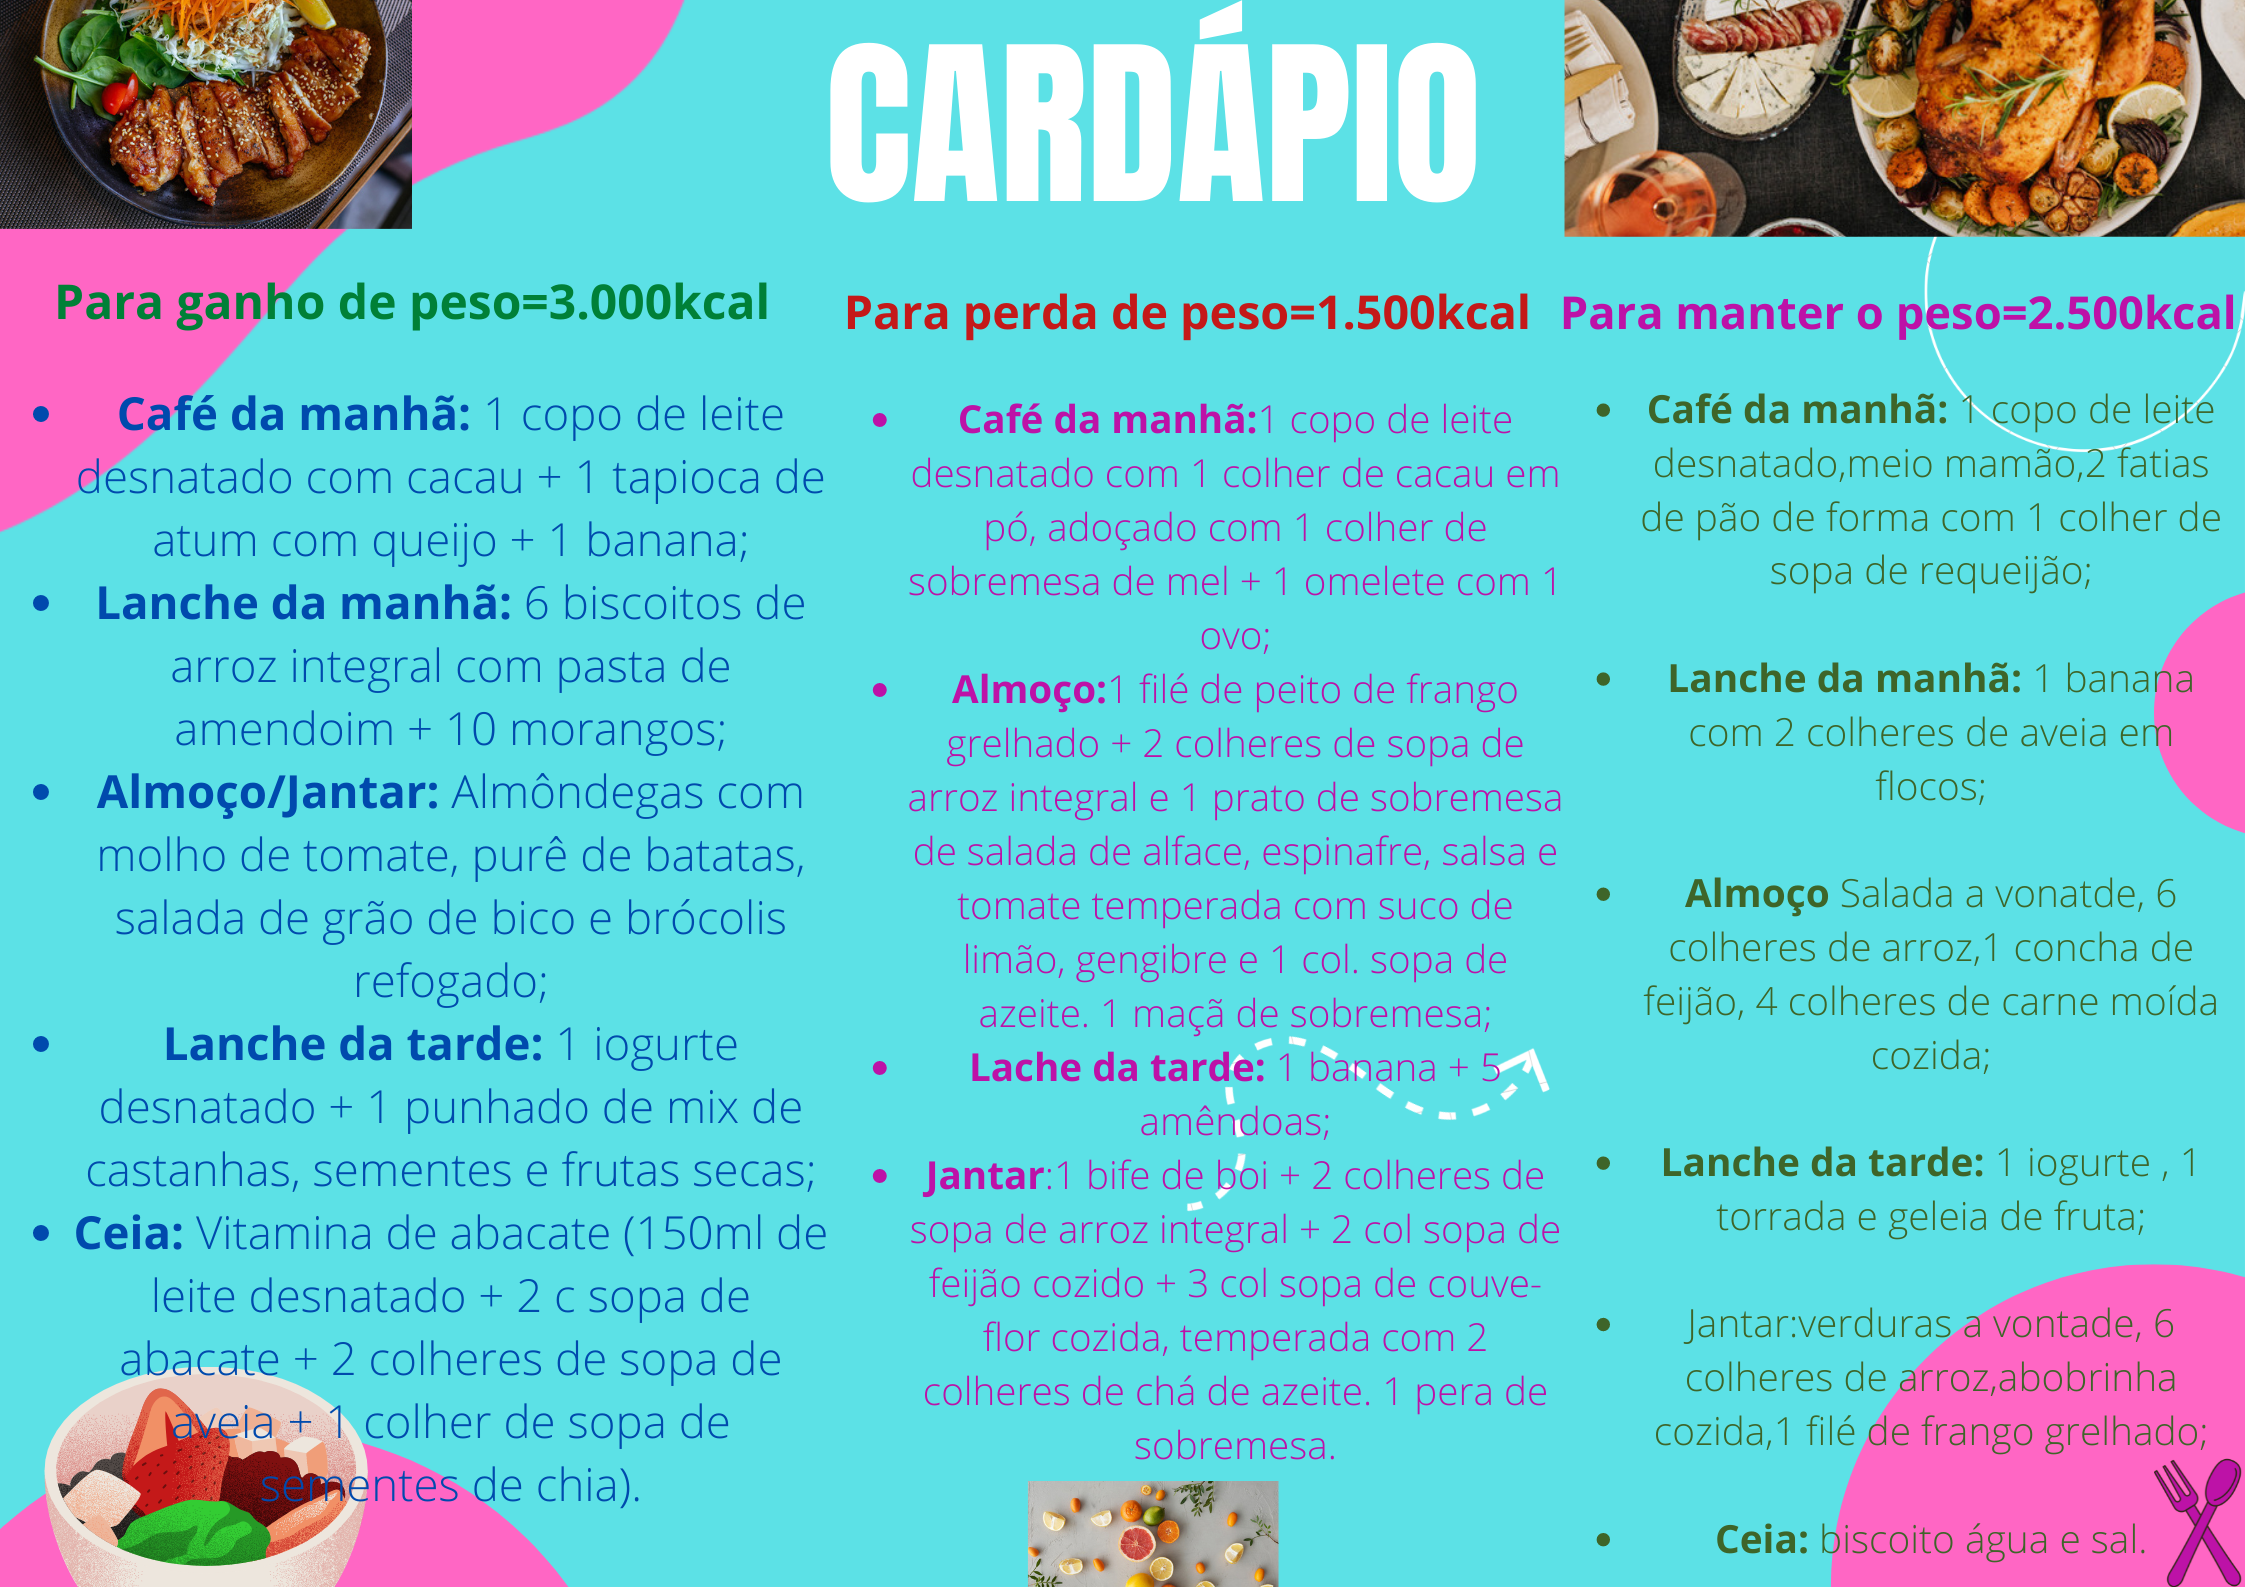 CARDÁPIO
Para ganho de peso=3.000kcal
Café da manhã: 1 copo de leite
desnatado com cacau + 1 tapioca de
atum com queijo + 1 banana;
Lanche da manhã: 6 biscoitos de
arroz integral com pasta de
amendoim + 10 morangos;
Almoço/Jantar: Almôndegas com
molho de tomate, purê de batatas,
salada de grão de bico e brócolis
refogado;
Lanche da tarde: 1 iogurte
desnatado + 1 punhado de mix de
castanhas, sementes e frutas secas;
Ceia: Vitamina de abacate (150ml de
leite desnatado + 2 c sopa de
abacate + 2 colheres de sopa de
aveia + 1 colher de sopa de
sementes de chia).
Para perda de peso=1.500kcal
Café da manhã:1 copo de leite
desnatado com 1 colher de cacau em
pó, adoçado com 1 colher de
sobremesa de mel + 1 omelete com 1
ovo;
Almoço:1 filé de peito de frango
grelhado + 2 colheres de sopa de
arroz integral e 1 prato de sobremesa
de salada de alface, espinafre, salsa e
tomate temperada com suco de
limão, gengibre e 1 col. sopa de
azeite. 1 maçã de sobremesa;
Lache da tarde: 1 banana + 5
amêndoas;
Jantar:1 bife de boi + 2 colheres de
sopa de arroz integral + 2 col sopa de
feijão cozido + 3 col sopa de couve-
flor cozida, temperada com 2
colheres de chá de azeite. 1 pera de
sobremesa.
Para manter o peso=2.500kcal
Café da manhã: 1 copo de leite
desnatado,meio mamão,2 fatias
de pão de forma com 1 colher de
sopa de requeijão;
Lanche da manhã: 1 banana
com 2 colheres de aveia em
flocos;
Almoço Salada a vonatde, 6
colheres de arroz,1 concha de
feijão, 4 colheres de carne moída
cozida;
Lanche da tarde: 1 iogurte , 1
torrada e geleia de fruta;
Jantar:verduras a vontade, 6
colheres de arroz,abobrinha
cozida,1 filé de frango grelhado;
Ceia: biscoito água e sal.